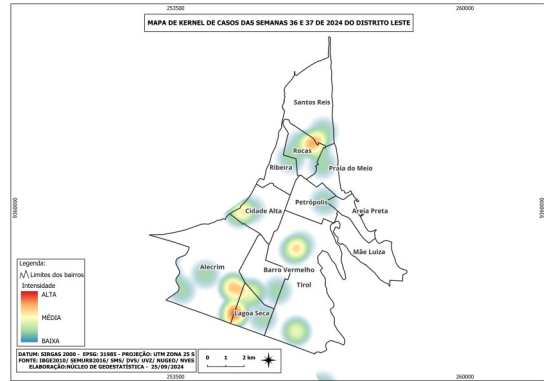 253500
260000
MAPA DE KERNEL DE CASOS DAS SEMANAS 36 E 37 DE 2024 DO DISTRITO LESTE
Santos Reis
Rocas
Ribeira
Praia do Meio
Petrópolis
Cidade Alta
Areia Preta
9360000
9360000
Mãe Luiza
Alecrim
Barro Vermelho
Tirol
Lagoa Seca
Legenda:
Limites dos bairros
Intensidade
ALTA
MÉDIA
BAIXA
DATUM: SIRGAS 2000 - EPSG: 31985 - PROJEÇÃO: UTM ZONA 25 S
FONTE: IBGE2010/ SEMURB2016/ SMS/ DVS/ UVZ/ NUGEO/ NVES
ELABORAÇÃO:NÚCLEO DE GEOESTATÍSTICA - 25/09/2024
0 1 2 km